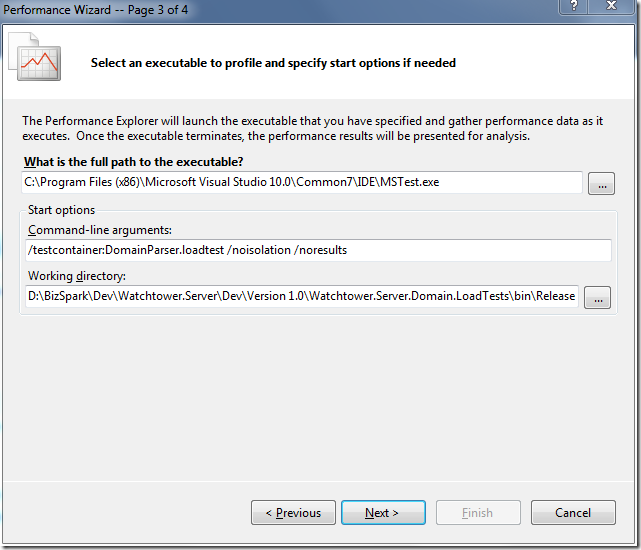 Performance Wizard -- Page 3 of 4
?
Select an executable to profile and specify start options if needed
The Performance Explorer will launch the executable that you have specified and gather performance data as it
executes. Once the executable terminates, the performance results will be presented for analysis.
What is the full path to the executable?
C:\Program Files (x86)\Microsoft Visual Studio 10.0\Common7\IDE\MSTest.exe
...
Start options
Command-line arguments:
/testcontainer:DomainParser.loadtest /noisolation /noresults
Working directory:
D:\BizSpark\Dev\Watchtower.Server\Dev\Version 1.0\Watchtower.Server.Domain.LoadTests\bin\Release
...
< Previous
Next >
Finish
Cancel